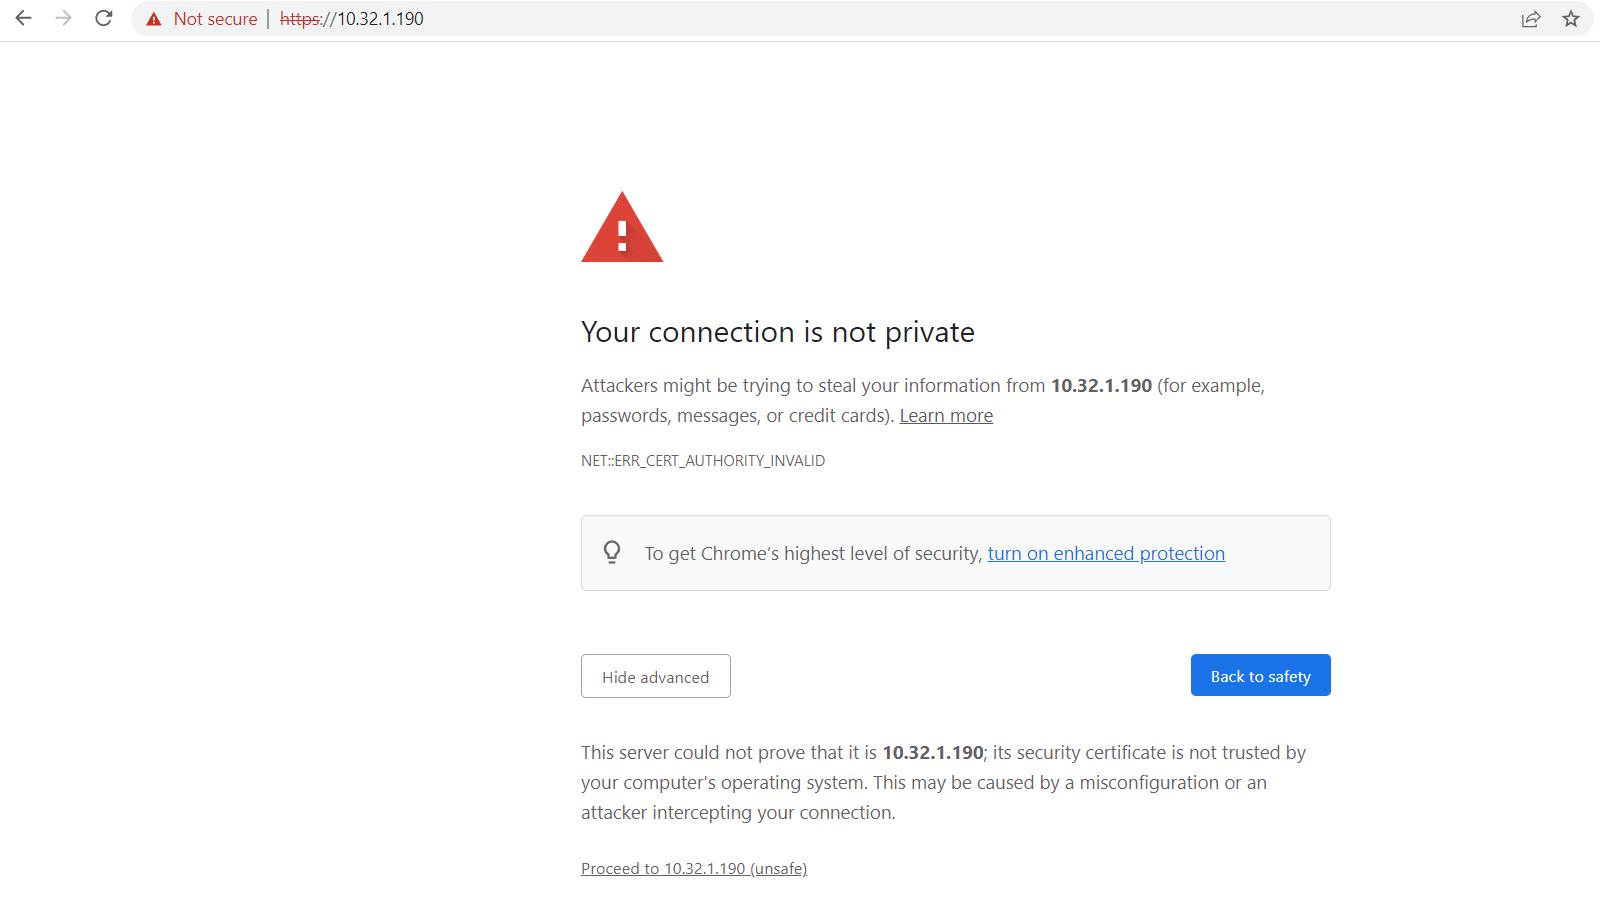 Not secure | https://10.32.1.190
Your connection is not private
Attackers might be trying to steal your information from 10.32.1.190 (for example,
passwords, messages, or credit cards). Learn more
NET::ERR_CERT_AUTHORITY_INVALID
To get Chrome's highest level of security, turn on enhanced protection
Hide advanced
Back to safety
This server could not prove that it is 10.32.1.190; its security certificate is not trusted by
your computer's operating system. This may be caused by a misconfiguration or an
attacker intercepting your connection.
Proceed to 10.32.1.190 (unsafe)